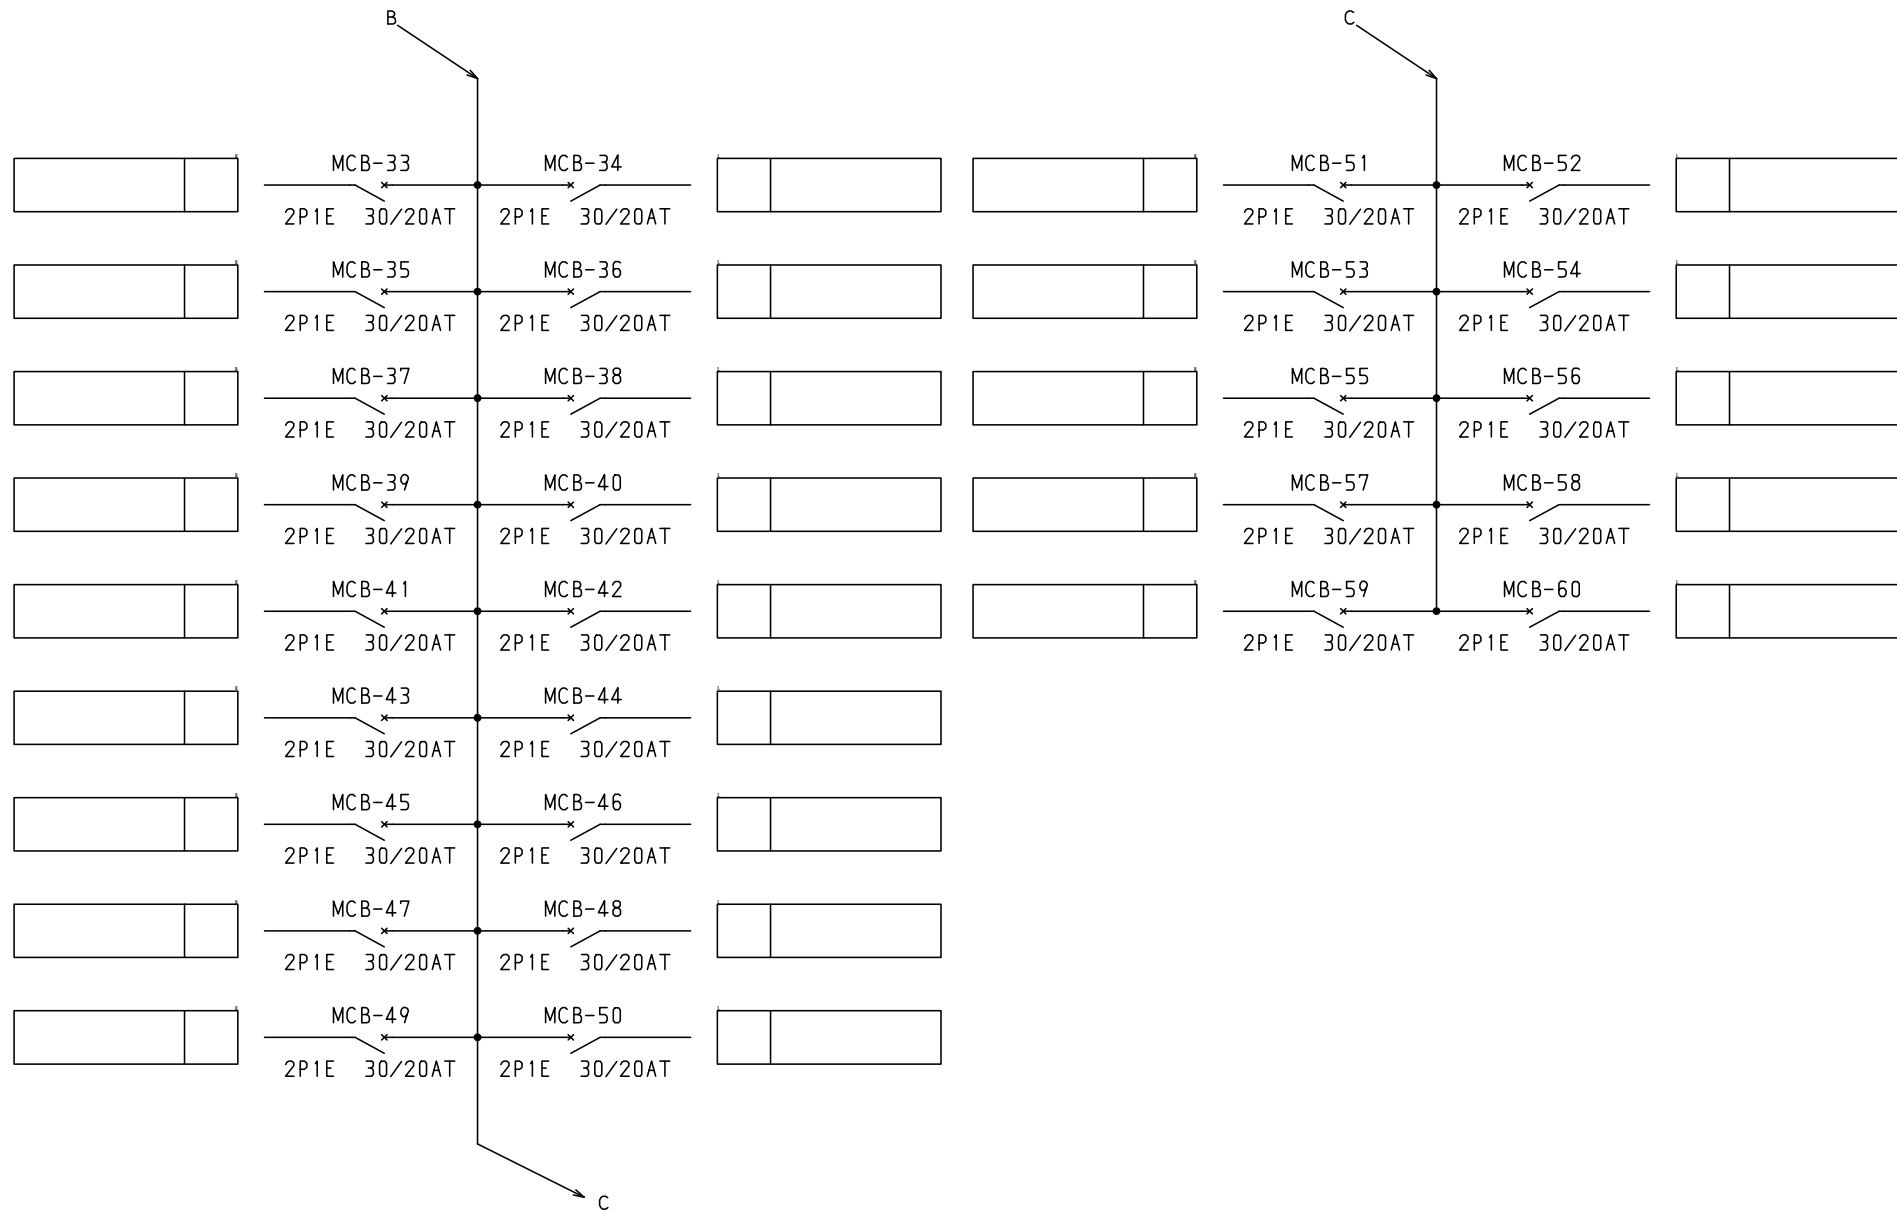 B
MCB-33 MCB-34
2P1E 30/20AT 2P1E 30/20AT
MCB-35 MCB-36
2P1E 30/20AT 2P1E 30/20AT
MCB-37 MCB-38
2P1E 30/20AT 2P1E 30/20AT
MCB-39 MCB-40
2P1E 30/20AT 2P1E 30/20AT
MCB-41 MCB-42
2P1E 30/20AT 2P1E 30/20AT
MCB-43 MCB-44
2P1E 30/20AT 2P1E 30/20AT
MCB-45 MCB-46
2P1E 30/20AT 2P1E 30/20AT
MCB-47 MCB-48
2P1E 30/20AT 2P1E 30/20AT
MCB-49 MCB-50
2P1E 30/20AT 2P1E 30/20AT
C
C
MCB-51 MCB-52
2P1E 30/20AT 2P1E 30/20AT
MCB-53 MCB-54
2P1E 30/20AT 2P1E 30/20AT
MCB-55 MCB-56
2P1E 30/20AT 2P1E 30/20AT
MCB-57 MCB-58
2P1E 30/20AT 2P1E 30/20AT
MCB-59 MCB-60
2P1E 30/20AT 2P1E 30/20AT